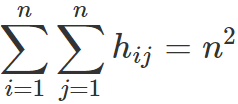 \sum_{i=1}^{n} \sum_{j=1}^{n} h_{ij} = n^2